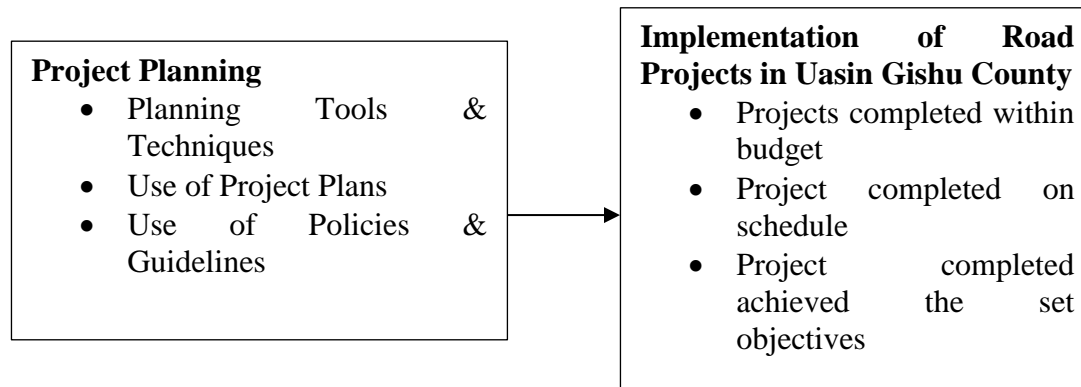 Project Planning
• Planning Tools &
Techniques
• Use of Project Plans
• Use of Policies &
Guidelines
Implementation of Road
Projects in Uasin Gishu County
• Projects completed within
budget
• Project completed on
schedule
• Project completed
achieved the set
objectives